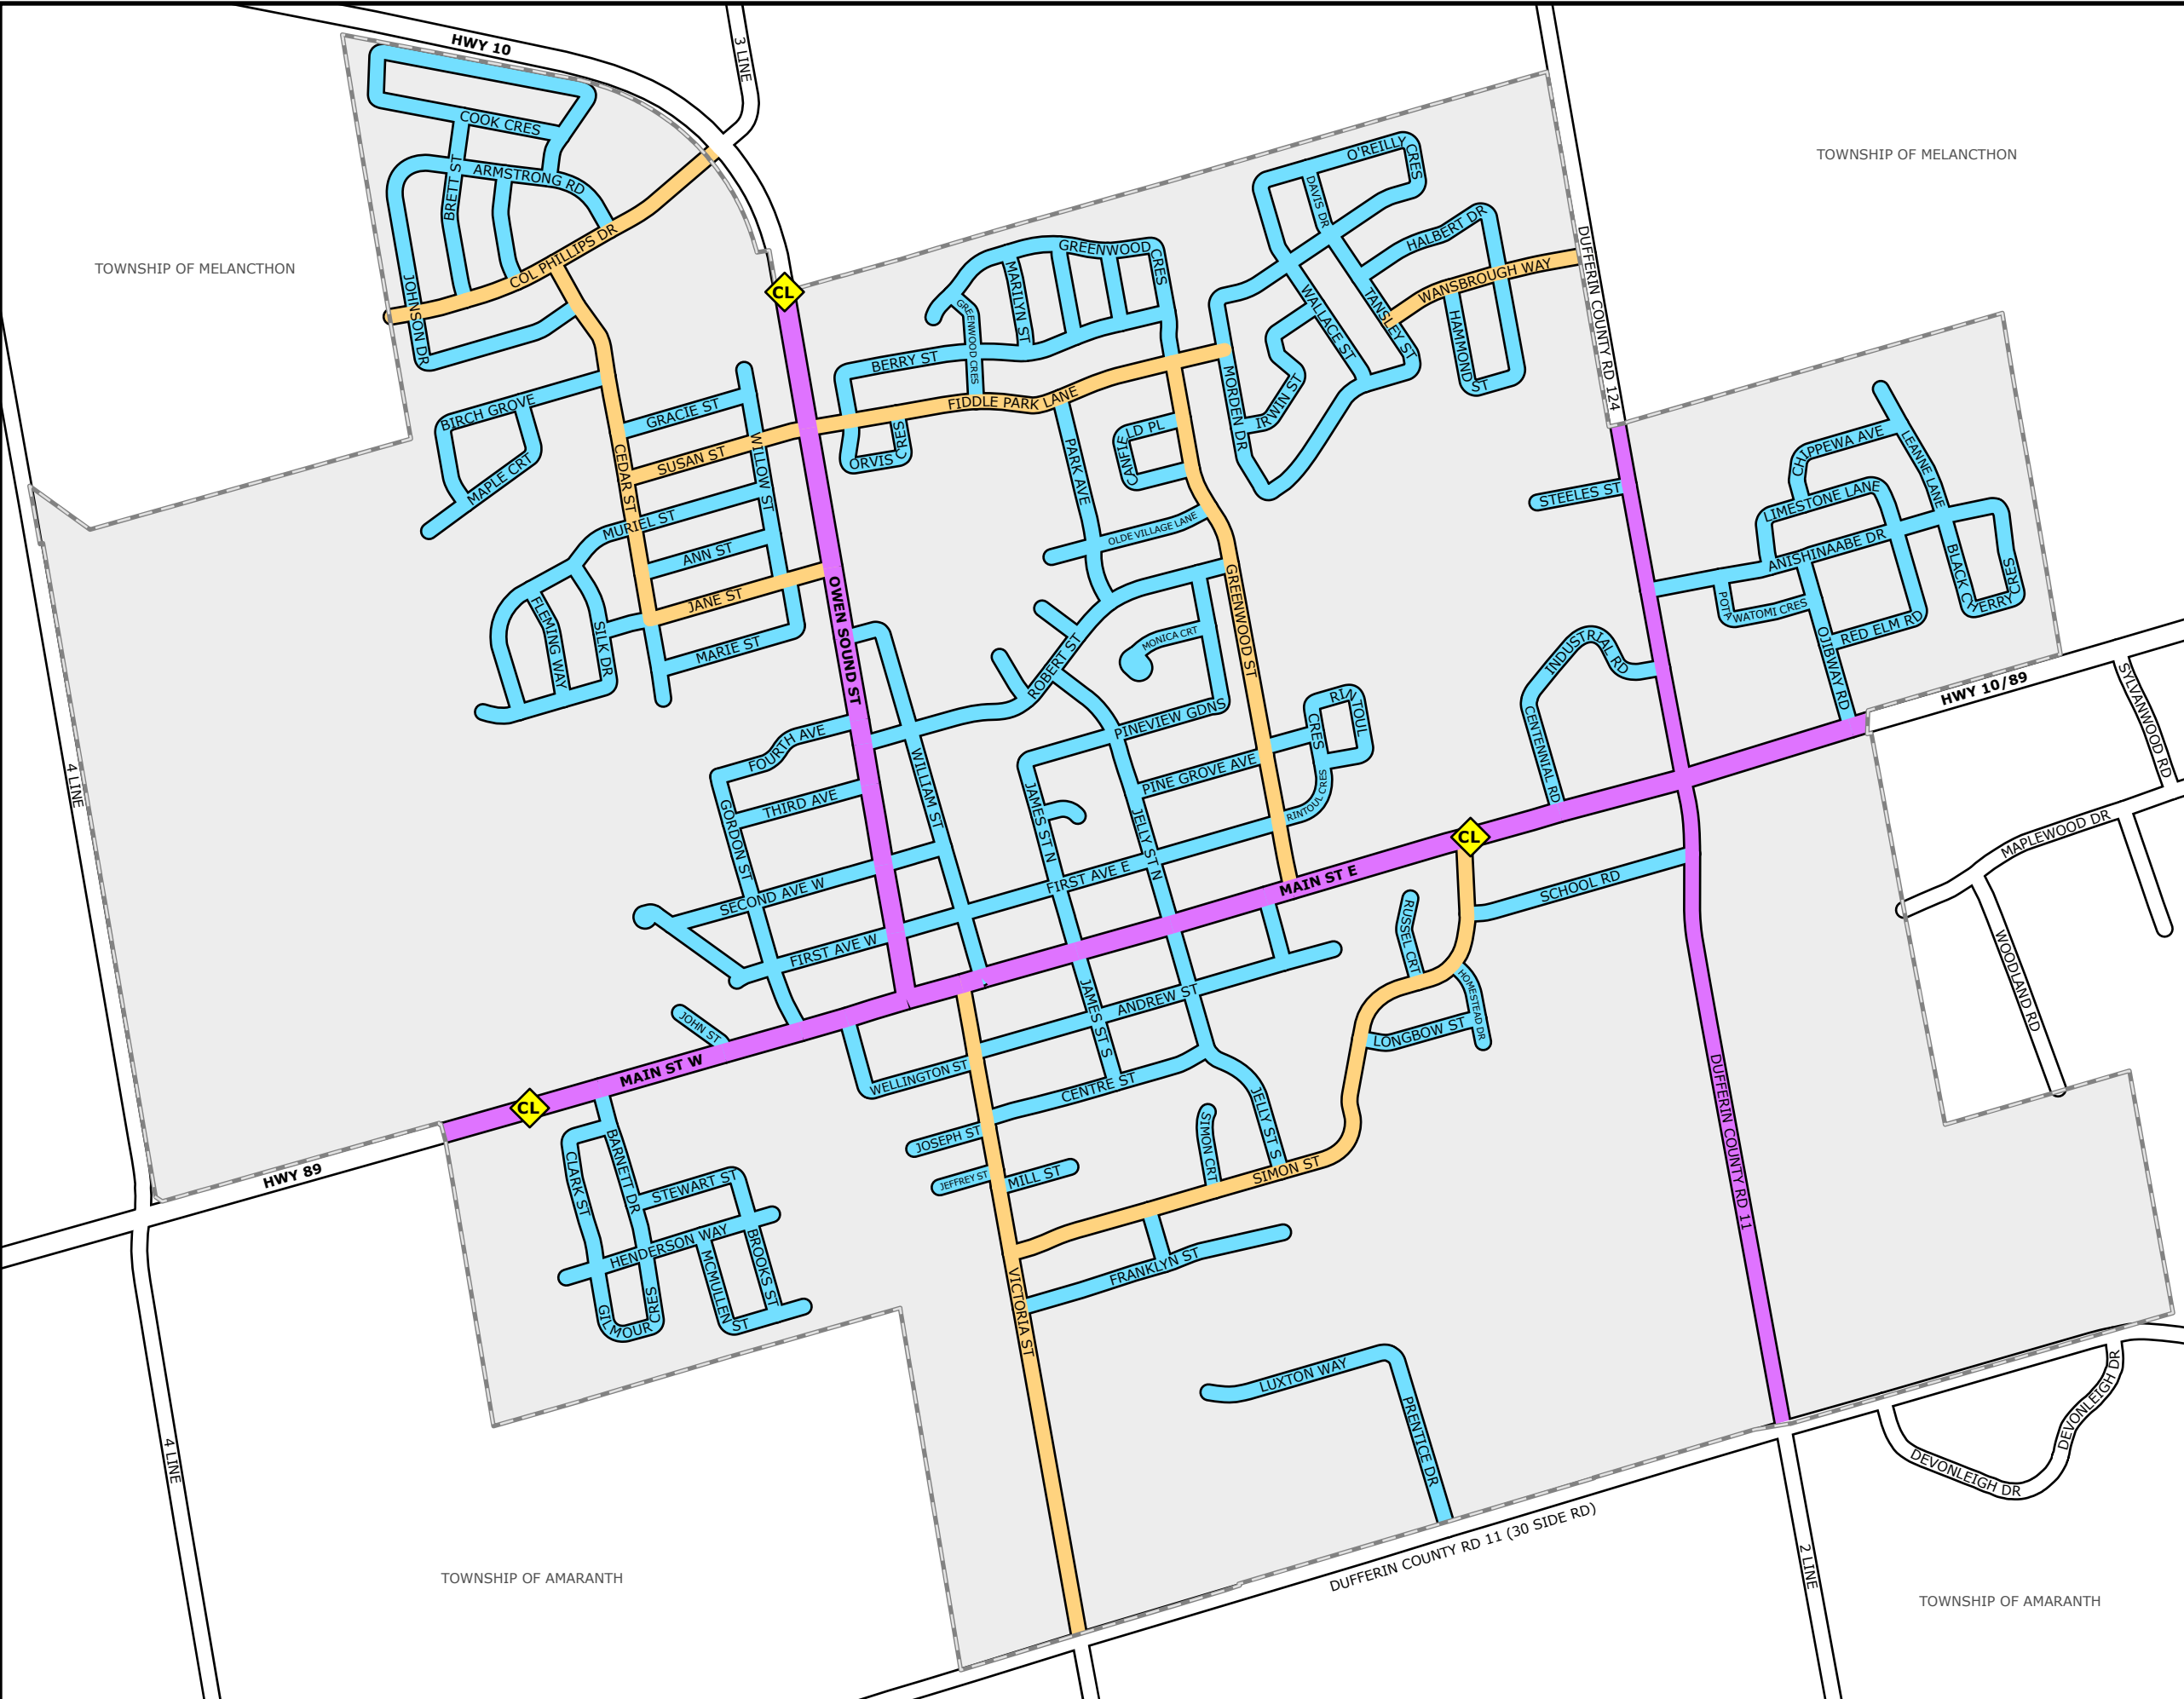 HWY 10
3 LINE
COOK CRES
O'REILLY
CRES
TOWNSHIP OF MELANCTHON
BRETT ST
ARMSTRONG RD
DAVIS DR
HALBERT DR
TOWNSHIP OF MELANCTHON
COL PHILLIPS DR
JOHNSON DR
CL
GREENWOOD
CRES
MARILYN ST
GREENWOOD CRES
WALLACE ST
TANSLEY ST
WANSBROUGH WAY
HAMMOND
ST
DUFFERIN COUNTY RD 124
BERRY ST
FIDDLE PARK LANE
MORDEN DR
IRWIN ST
BIRCH GROVE
MAPLE CRT
GRACIE ST
SUSAN ST
CEDAR ST
WILLOW ST
ORVIS
CRES
PARK AVE
CANFIE
LD PL
CHIPPEWA AVE
LEANNE LANE
STEELES ST
LIMESTONE LANE
MURIEL ST
ANN ST
OLDE VILLAGE LANE
ANISHINAABE DR
BLACK C
HERRY
CRES
JANE ST
FLEMING WAY
SILK DR
MARIE ST
OWEN SOUND ST
GREENWOOD ST
POTA
WATOMI CRES
OJIBWAY RD
RED ELM RD
MONICA CRT
ROBERT ST
INDUSTRIAL RD
CENTENNIAL RD
HWY 10/89
SYLVANWOOD RD
PINEVIEW GDNS
RIN
TOUL
CRES
FOURTH AVE
THIRD AVE
GORDON ST
WILLIAM ST
PINE GROVE AVE
RINTOUL CRES
JAMES ST N
JELLY ST N
4 LINE
MAPLEWOOD DR
CL
SECOND AVE W
FIRST AVE E
MAIN ST E
SCHOOL RD
FIRST AVE W
RUSSEL CRT
WOODLAND RD
HOMESTEAD DR
LONGBOW ST
JOHN ST
ANDREW ST
JAMES ST S
MAIN ST W
WELLINGTON ST
CENTRE ST
CL
JELLY ST S
SIMON CRT
JOSEPH ST
JEFFREY ST
MILL ST
SIMON ST
HWY 89
BARNETT DR
CLARK ST
STEWART ST
HENDERSON WAY
BROOKS ST
MCMULLEN
ST
GIL
MOUR
CRES
FRANKLYN ST
VICTORIA ST
DUFFERIN COUNTY RD 11
LUXTON WAY
PRENTICE DR
DEVONLEIGH DR
DEVONLEIGH DR
4 LINE
DUFFERIN COUNTY RD 11 (30 SIDE RD)
2 LINE
TOWNSHIP OF AMARANTH
TOWNSHIP OF AMARANTH